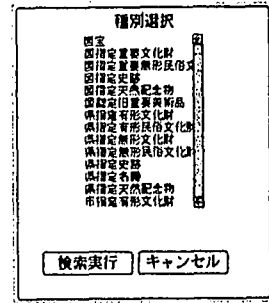 種別選択
国宝
国指定重要文化財
国指定重要無形民俗文
国指定史跡
国指定天然記念物
国認定旧重要美術品
県指定有形文化財
県指定有形民俗文化財
県指定無形文化財
県指定無形民俗文化財
県指定史跡
県指定名勝
県指定天然記念物
市指定有形文化財
検索実行 キャンセル